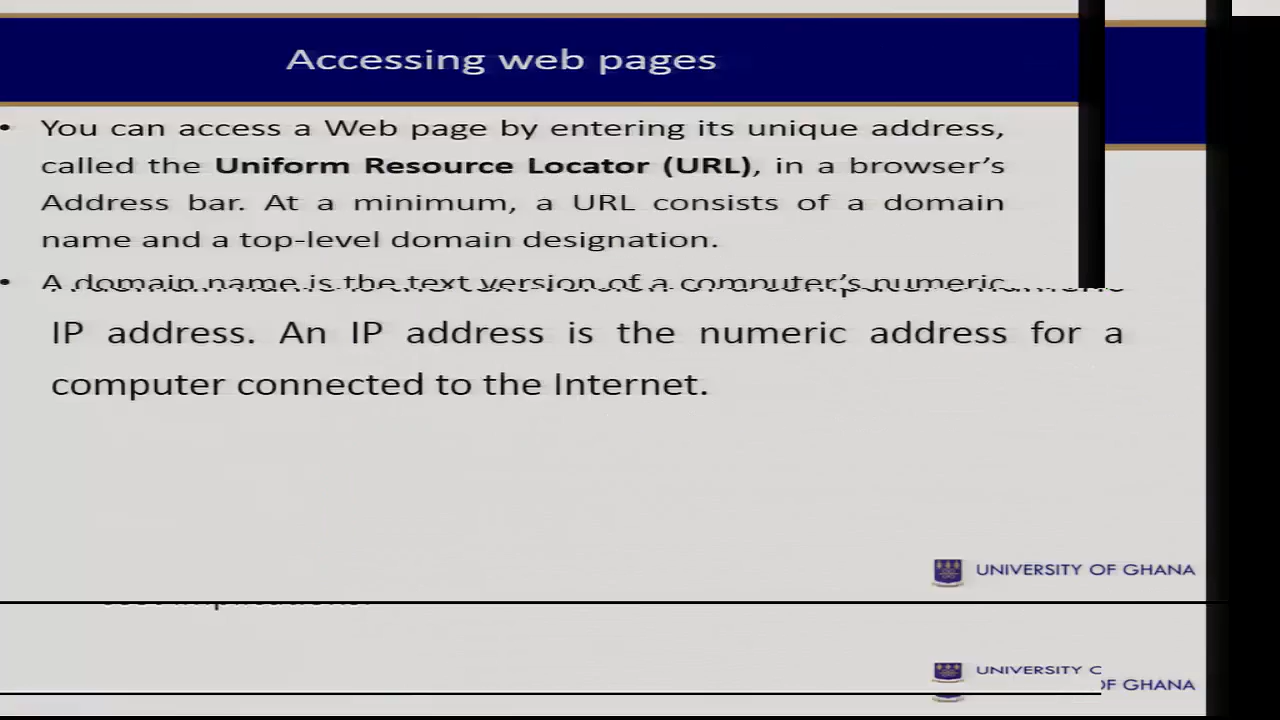 Accessing web pages
• You can access a Web page by entering its unique address,
called the Uniform Resource Locator (URL), in a browser’s
Address bar. At a minimum, a URL consists of a domain
name and a top-level domain designation.
• A domain name is the text version of a computer’s numeric
IP address. An IP address is the numeric address for a
computer connected to the Internet.
UNIVERSITY OF GHANA
UNIVERSITY C
OF GHANA